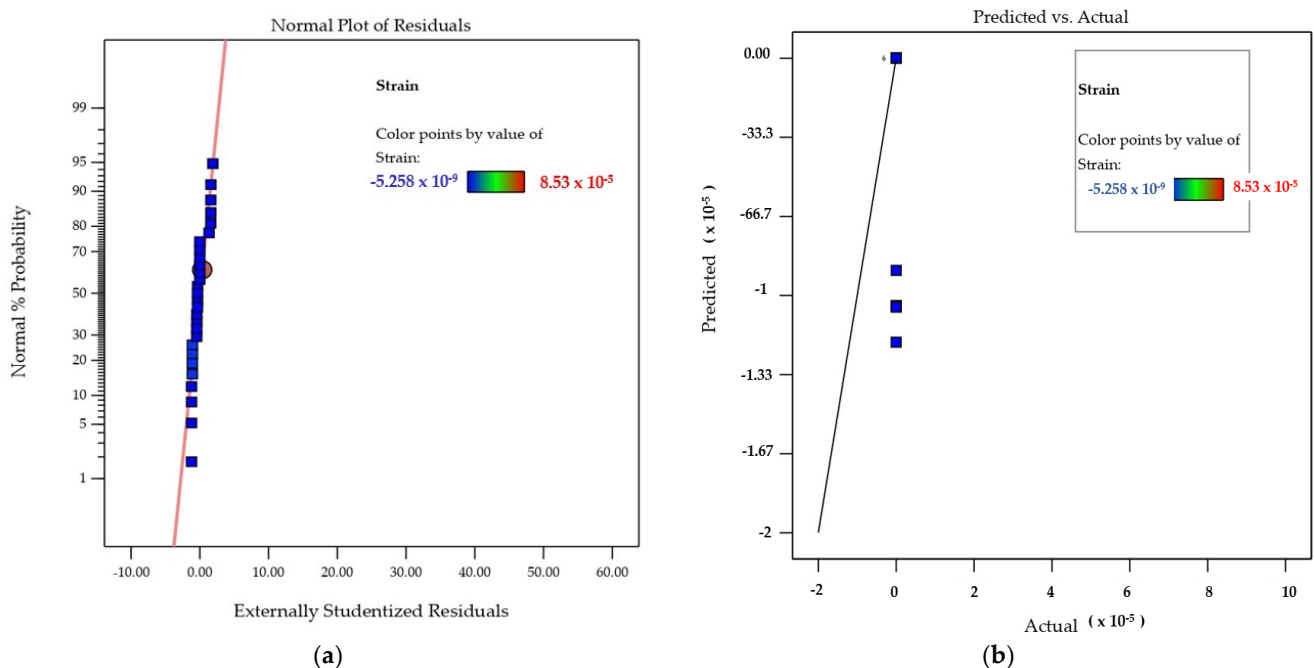 Normal Plot of Residuals
Strain
Color points by value of
Strain:
-5.258 x 10⁻⁹ 8.53 x 10⁻⁵
Normal % Probability
99
95
90
80
70
50
30
20
10
5
1
-10.00 0.00 10.00 20.00 30.00 40.00 50.00 60.00
Externally Studentized Residuals
(a)
Predicted vs. Actual
Strain
Color points by value of
Strain:
-5.258 x 10⁻⁹ 8.53 x 10⁻⁵
Predicted ( x 10⁻⁵ )
0.00
-33.3
-66.7
-1
-1.33
-1.67
-2
6
-2 0 2 4 6 8 10
Actual ( x 10⁻⁵ )
(b)